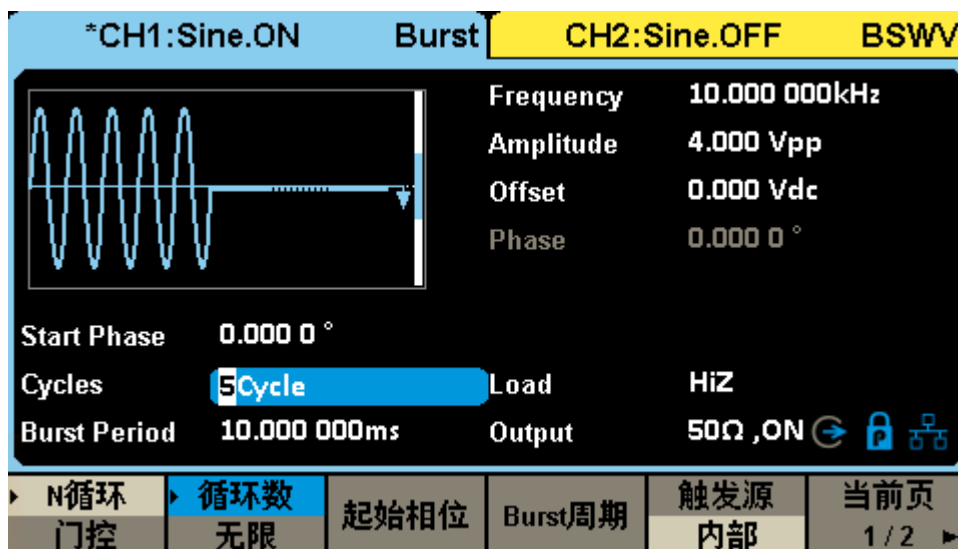 *CH1:Sine.ON Burst CH2:Sine.OFF BSWV
Frequency 10.000 000kHz
Amplitude 4.000 Vpp
Offset 0.000 Vdc
Phase 0.000 0 °
Start Phase 0.000 0 °
Cycles 5Cycle Load HiZ
Burst Period 10.000 000ms Output 50Ω ,ON P
N循环 循环数 起始相位 Burst周期 触发源 当前页
门控 无限 内部 1 / 2